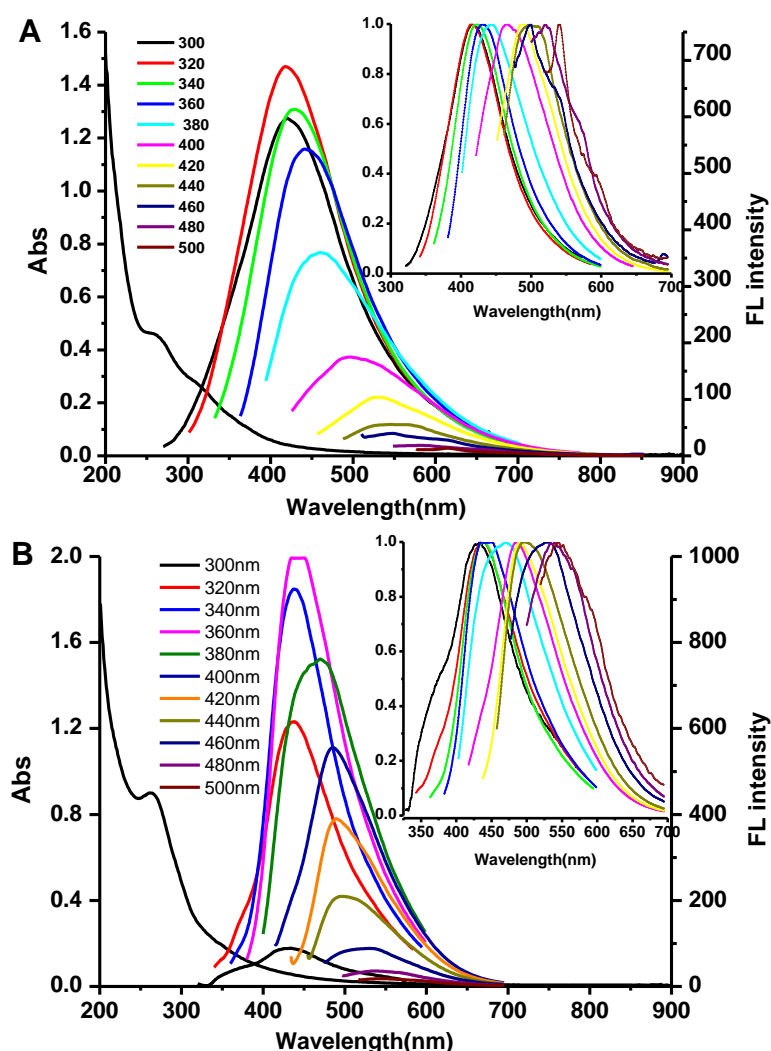 A
300
320
340
360
380
400
420
440
460
480
500
Abs
1.6
1.4
1.2
1.0
0.8
0.6
0.4
0.2
0.0
200 300 400 500 600 700 800 900
Wavelength(nm)
FL intensity
700
600
500
400
300
200
100
0
1.0
0.8
0.6
0.4
0.2
0.0
300 400 500 600 700
Wavelength(nm)
B
300nm
320nm
340nm
360nm
380nm
400nm
420nm
440nm
460nm
480nm
500nm
Abs
2.0
1.6
1.2
0.8
0.4
0.0
200 300 400 500 600 700 800 900
Wavelength(nm)
FL intensity
1000
800
600
400
200
0
1.0
0.8
0.6
0.4
0.2
0.0
350 400 450 500 550 600 650 700
Wavelength(nm)